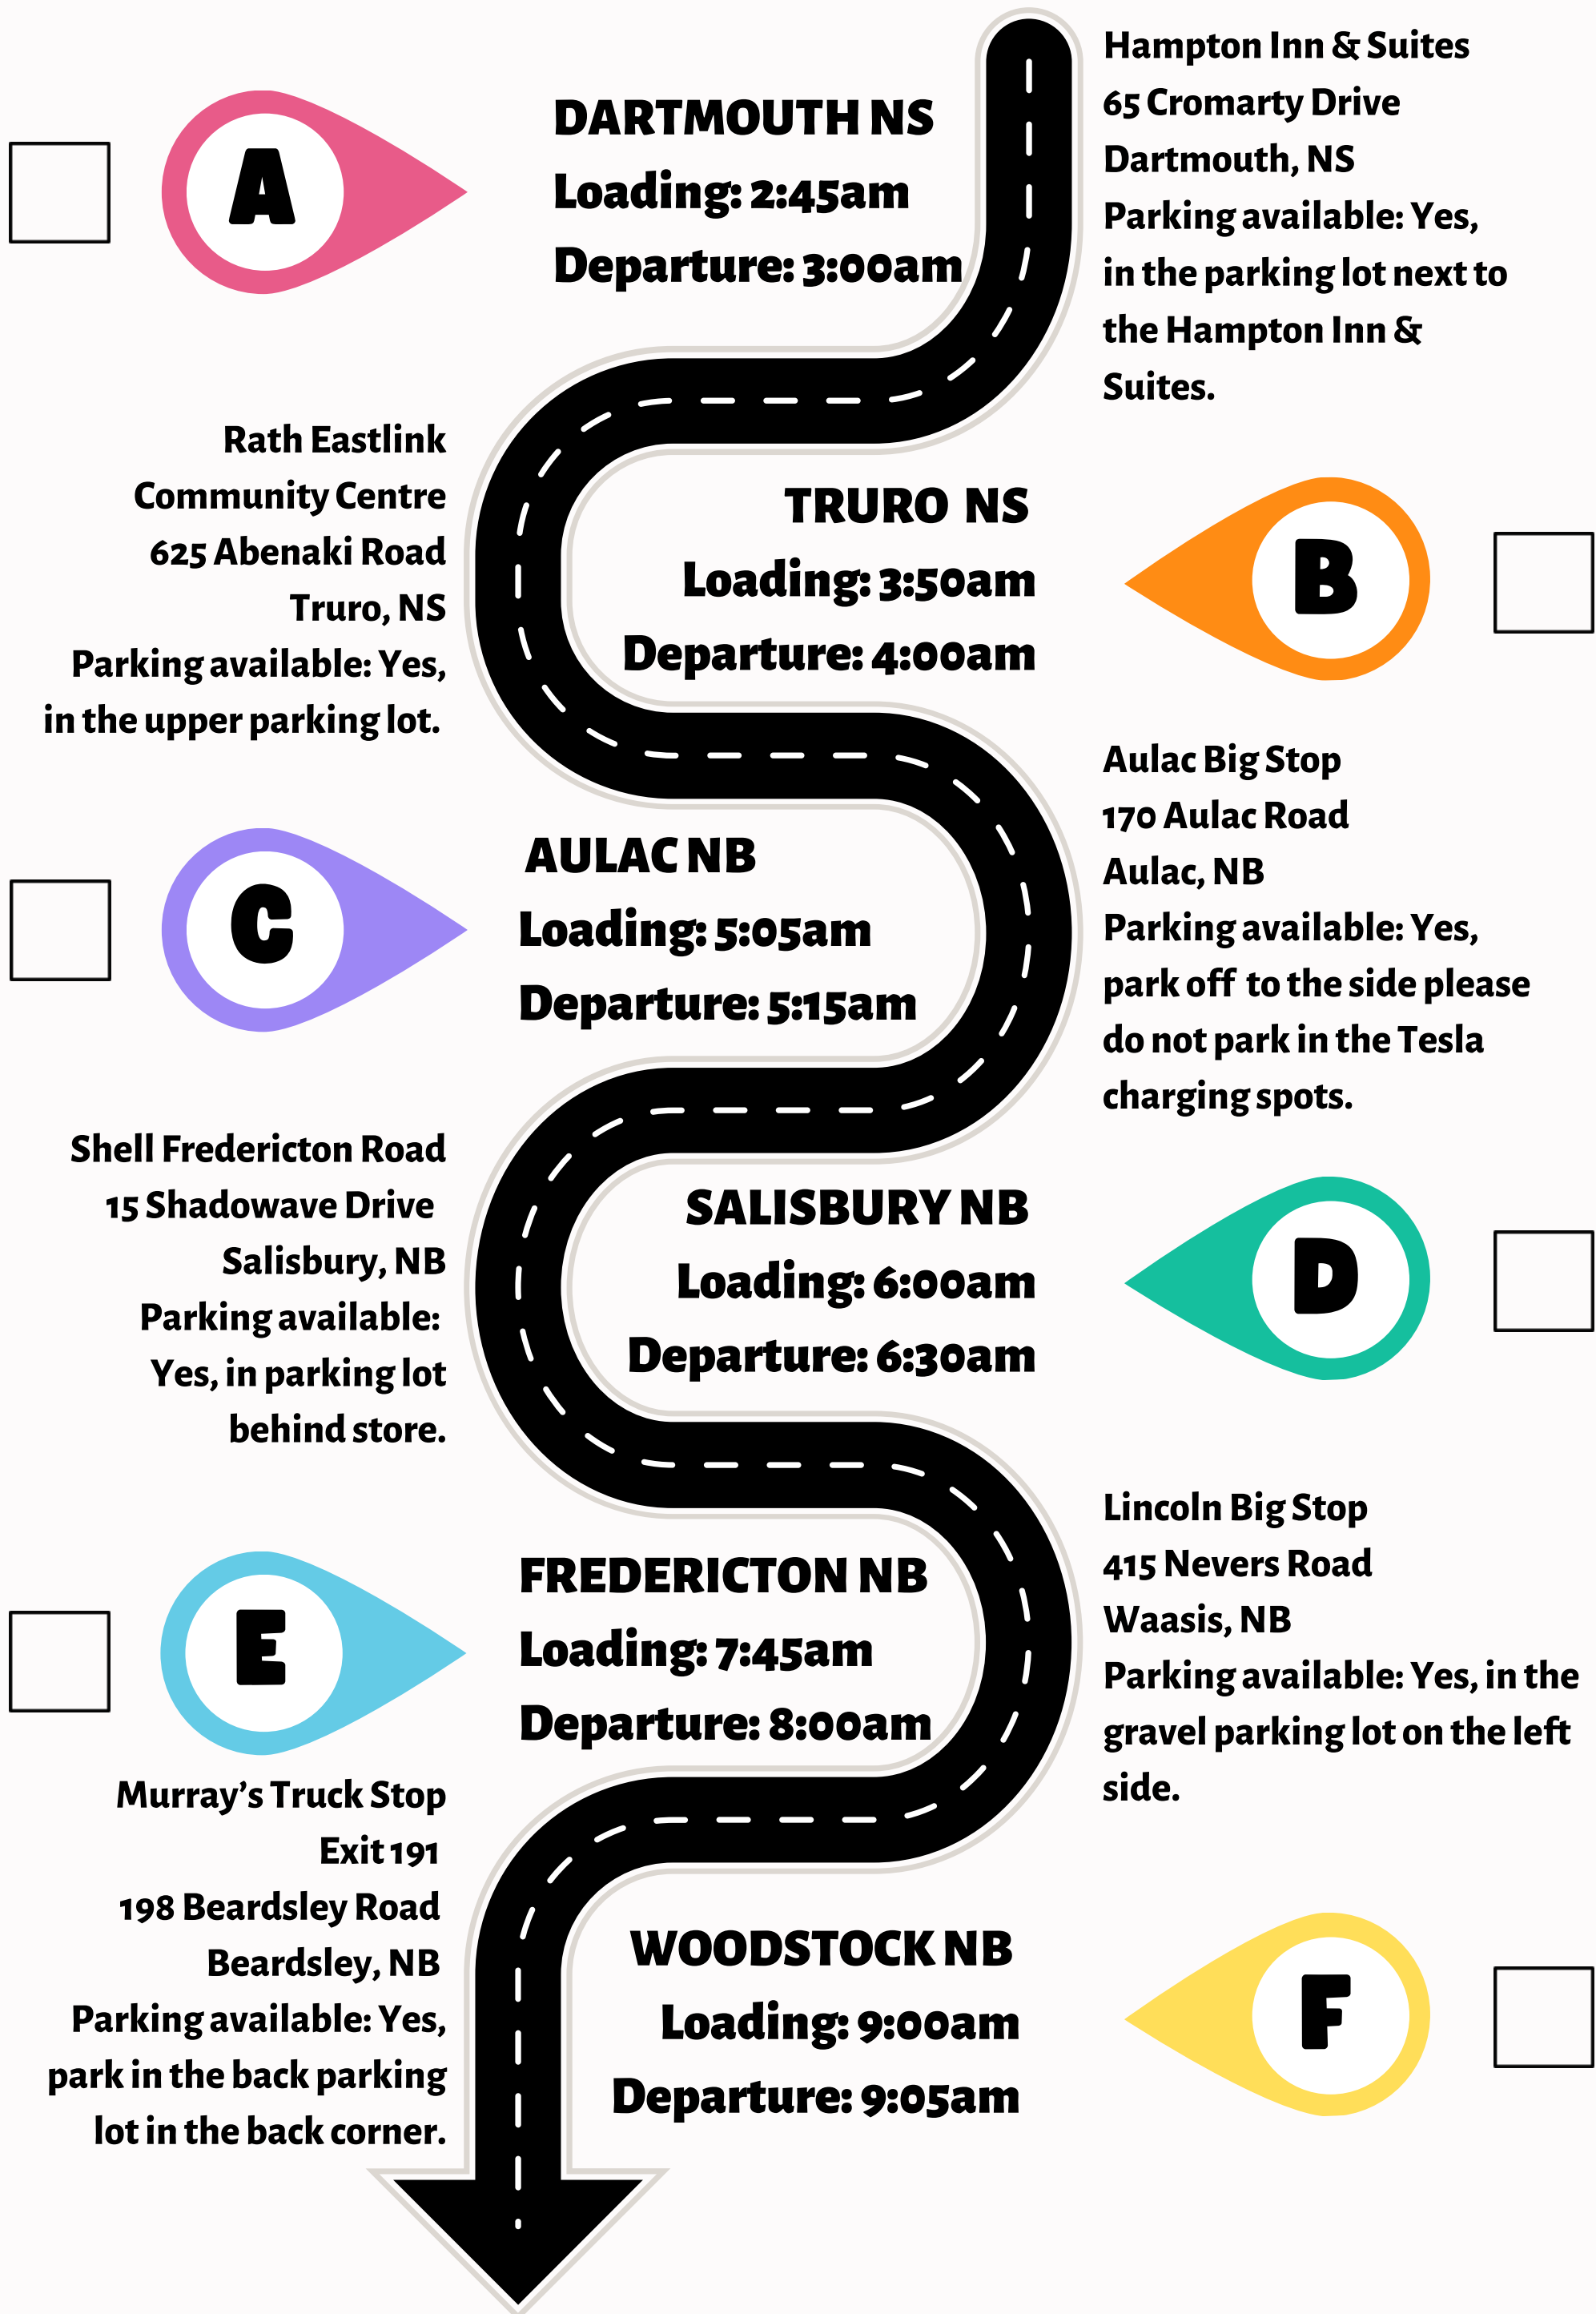 A
DARTMOUTH NS
Loading: 2:45am
Departure: 3:00am
Hampton Inn & Suites
65 Cromarty Drive
Dartmouth, NS
Parking available: Yes,
in the parking lot next to
the Hampton Inn &
Suites.
Rath Eastlink
Community Centre
625 Abenaki Road
Truro, NS
Parking available: Yes,
in the upper parking lot.
TRURO NS
Loading: 3:50am
Departure: 4:00am
B
C
AULAC NB
Loading: 5:05am
Departure: 5:15am
Aulac Big Stop
170 Aulac Road
Aulac, NB
Parking available: Yes,
park off to the side please
do not park in the Tesla
charging spots.
Shell Fredericton Road
15 Shadowave Drive
Salisbury, NB
Parking available:
Yes, in parking lot
behind store.
SALISBURY NB
Loading: 6:00am
Departure: 6:30am
D
E
FREDERICTON NB
Loading: 7:45am
Departure: 8:00am
Lincoln Big Stop
415 Nevers Road
Waasis, NB
Parking available: Yes, in the
gravel parking lot on the left
side.
Murray’s Truck Stop
Exit 191
198 Beardsley Road
Beardsley, NB
Parking available: Yes,
park in the back parking
lot in the back corner.
WOODSTOCK NB
Loading: 9:00am
Departure: 9:05am
F